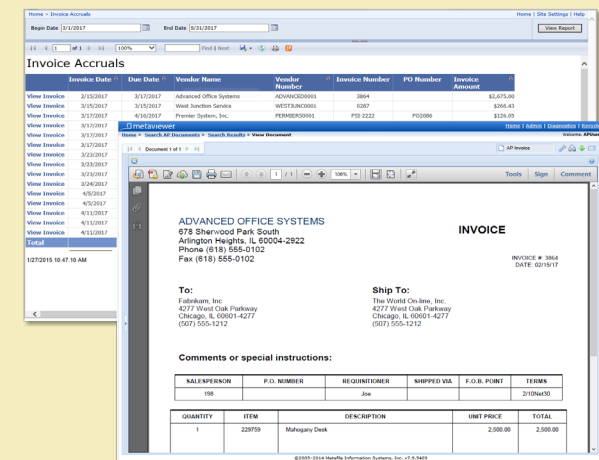 Home > Invoice Accruals
Home | Site Settings | Help
Begin Date 3/1/2017
End Date 5/31/2017
View Report
1 of 1
100%
Find | Next
Invoice Accruals
Invoice Date Due Date Vendor Name Vendor Number Invoice Number PO Number Invoice Amount
View Invoice 2/15/2017 3/17/2017 Advanced Office Systems ADVANCED0001 3864 $2,675.00
View Invoice 3/15/2017 3/15/2017 West Junction Service WESTJUNC0001 0287 $266.43
View Invoice 3/17/2017 4/16/2017 Premier System, Inc. PERMIERS0001 PSI-2222 PO2086 $126.05
View Invoice 3/17/2017
View Invoice 3/17/2017
View Invoice 3/23/2017
View Invoice 3/23/2017
View Invoice 3/23/2017
View Invoice 3/24/2017
View Invoice 4/5/2017
View Invoice 4/5/2017
View Invoice 4/11/2017
View Invoice 4/11/2017
View Invoice 4/11/2017
Total
1/27/2015 10:47:10 AM
metaviewer
Home | Admin | Diagnostics |
Home > Search AP Documents > Search Results > View Document
Welcome,
Document 1 of 1
AP Invoice
1 / 1
108%
Tools Sign Comment
ADVANCED OFFICE SYSTEMS
678 Sherwood Park South
Arlington Heights, IL 60004-2922
Phone (618) 555-0102
Fax (618) 555-0102
INVOICE
INVOICE #: 3864
DATE: 02/15/17
To:
Fabrikam, Inc
4277 West Oak Parkway
Chicago, IL 60601-4277
(507) 555-1212
Ship To:
The World On-line, Inc.
4277 West Oak Parkway
Chicago, IL 60601-4277
(507) 555-1212
Comments or special instructions:
SALESPERSON P.O. NUMBER REQUISITIONER SHIPPED VIA F.O.B. POINT TERMS
198 Joe 2/10Net30
QUANTITY ITEM DESCRIPTION UNIT PRICE TOTAL
1 229759 Mahogany Desk 2,500.00 2,500.00
©2005-2014 Metafile Information Systems, Inc. v7.9.5409